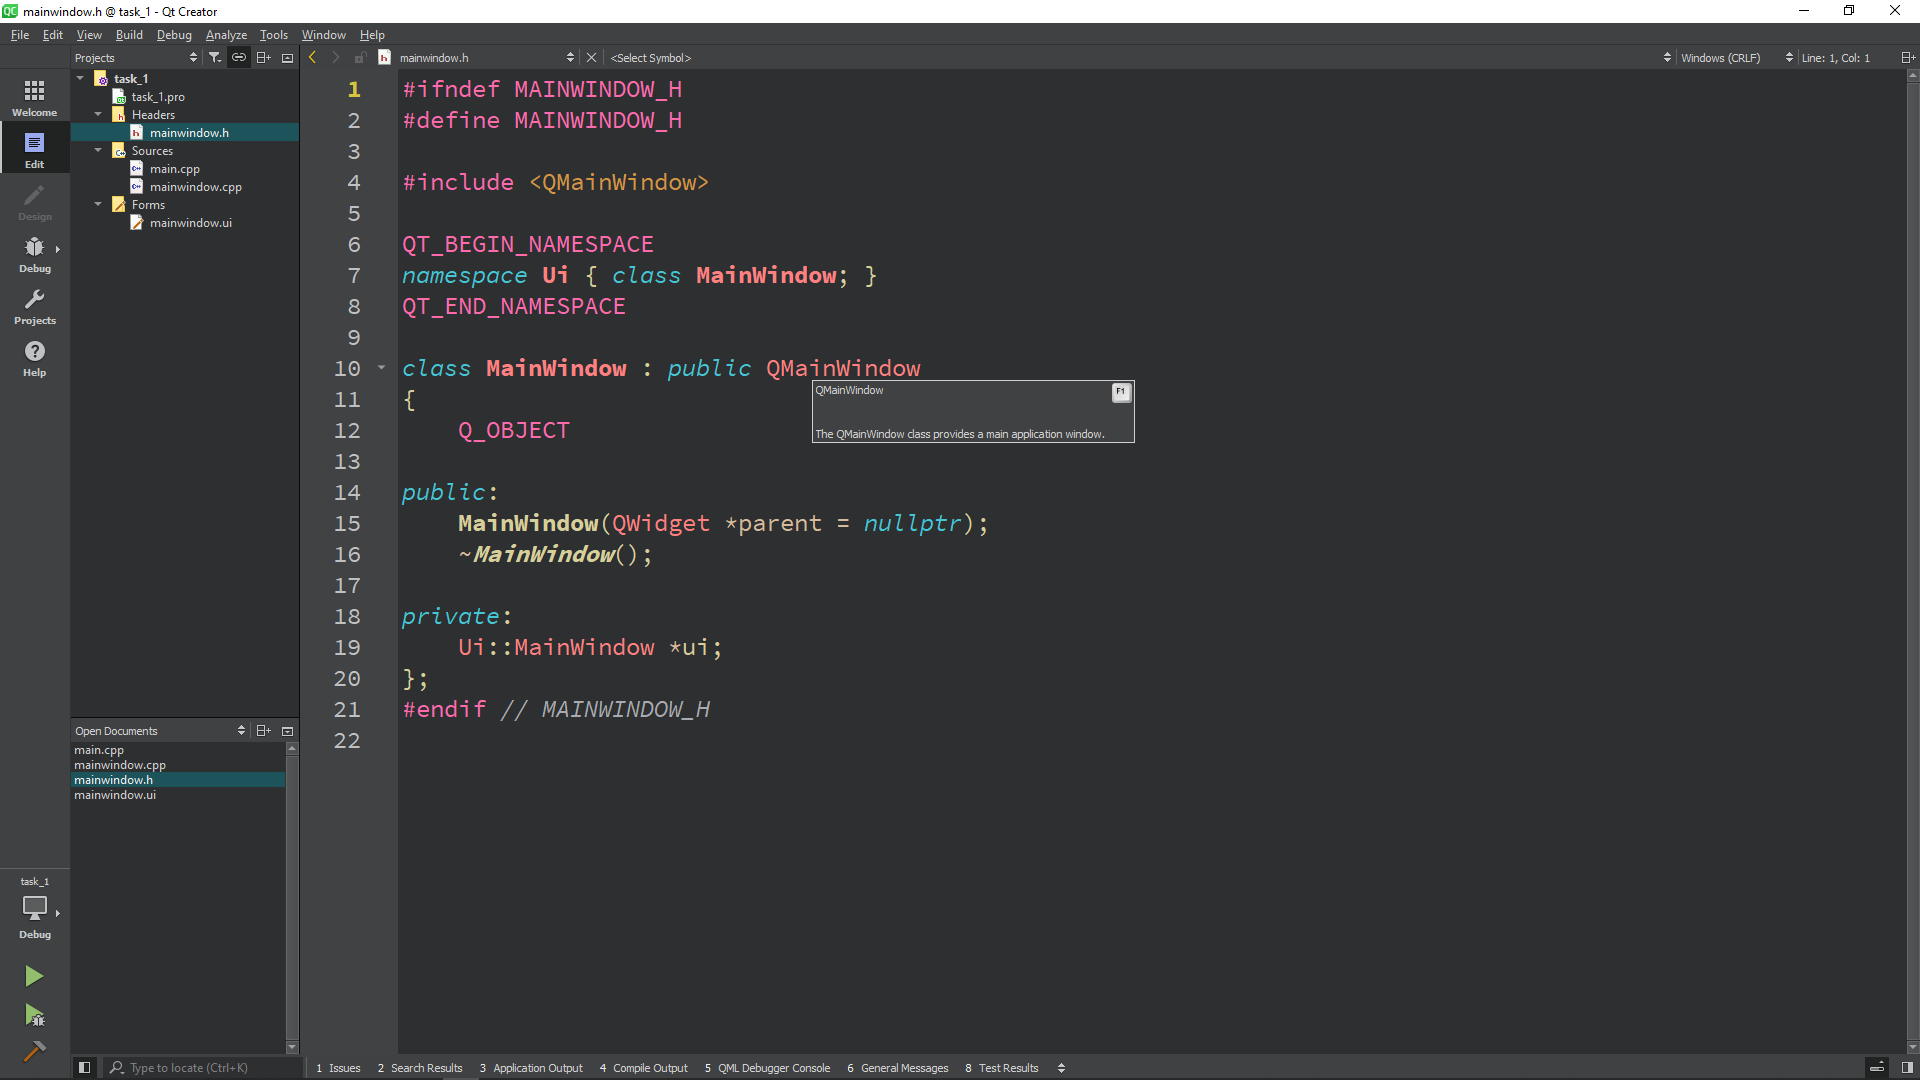 mainwindow.h @ task_1 - Qt Creator
File Edit View Build Debug Analyze Tools Window Help
Projects
mainwindow.h
<Select Symbol>
Windows (CRLF)
Line: 1, Col: 1
Welcome
Edit
Design
Debug
Projects
Help
task_1
task_1.pro
Headers
mainwindow.h
Sources
main.cpp
mainwindow.cpp
Forms
mainwindow.ui
1 #ifndef MAINWINDOW_H
2 #define MAINWINDOW_H
3
4 #include <QMainWindow>
5
6 QT_BEGIN_NAMESPACE
7 namespace Ui { class MainWindow; }
8 QT_END_NAMESPACE
9
10 class MainWindow : public QMainWindow
11 {
12     Q_OBJECT
13
14 public:
15     MainWindow(QWidget *parent = nullptr);
16     ~MainWindow();
17
18 private:
19     Ui::MainWindow *ui;
20 };
21 #endif // MAINWINDOW_H
22
QMainWindow
F1
The QMainWindow class provides a main application window.
Open Documents
main.cpp
mainwindow.cpp
mainwindow.h
mainwindow.ui
task_1
Debug
Type to locate (Ctrl+K)
1 Issues 2 Search Results 3 Application Output 4 Compile Output 5 QML Debugger Console 6 General Messages 8 Test Results